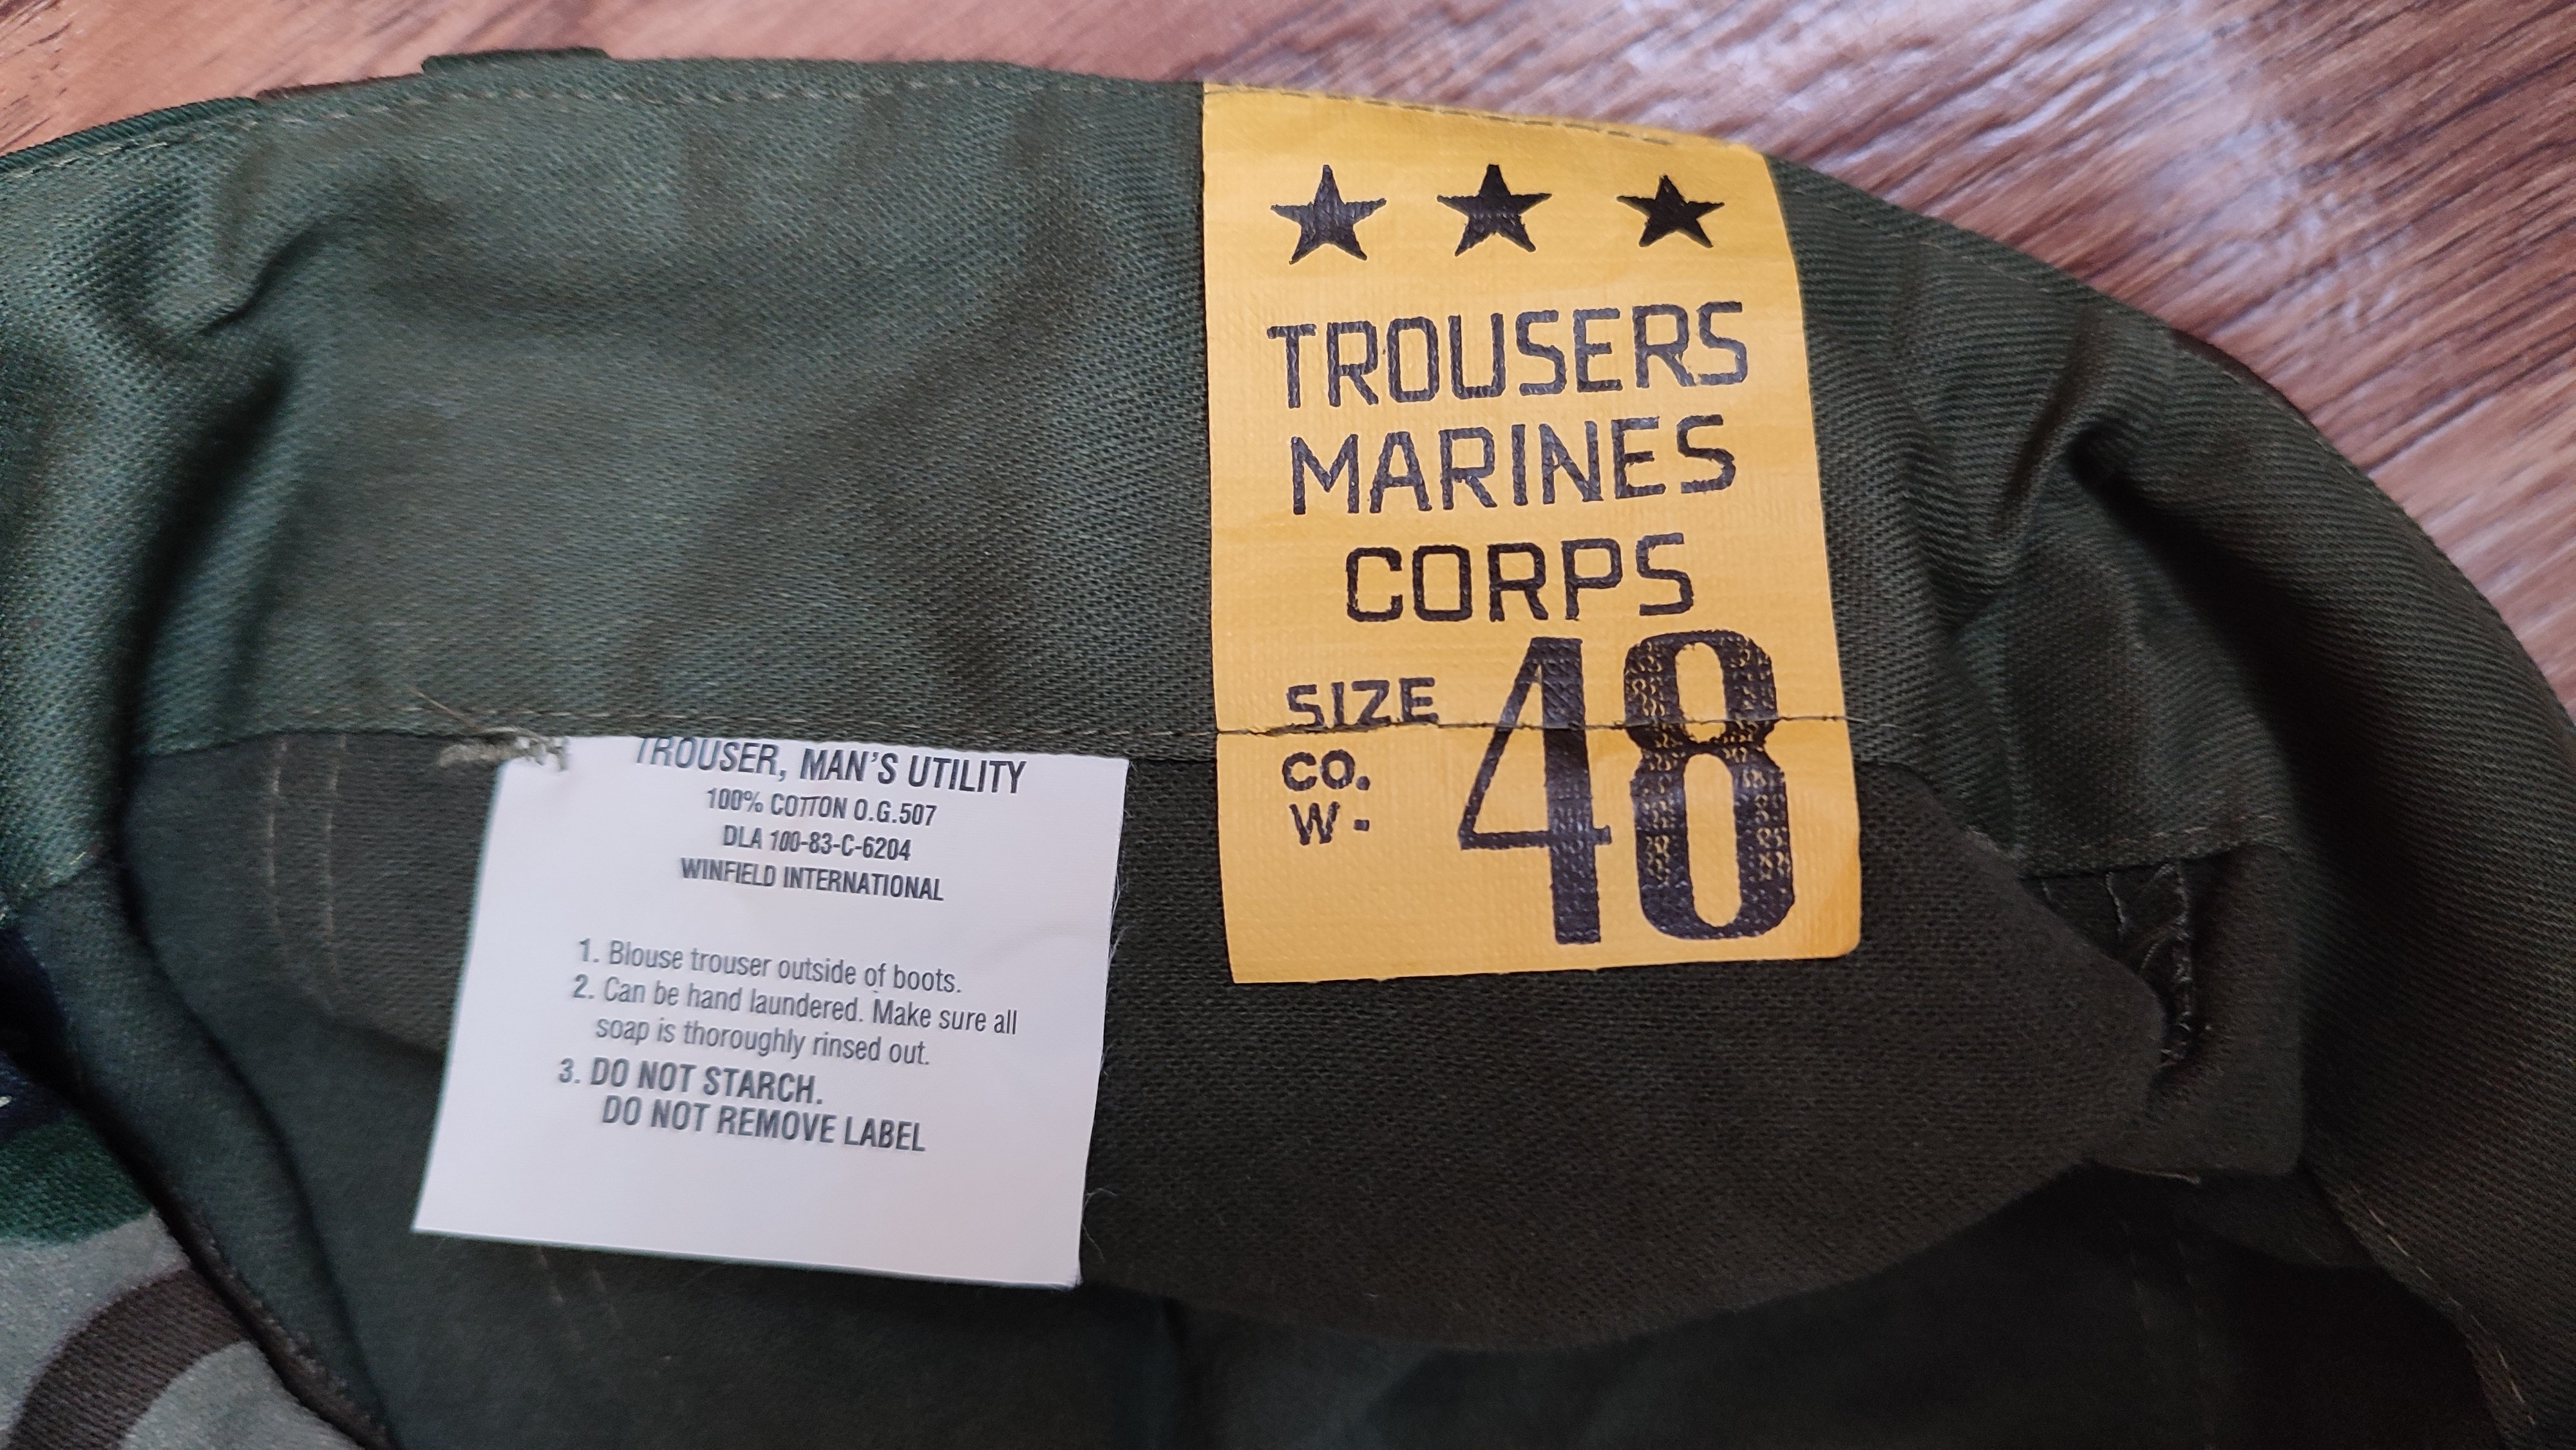 TROUSERS
MARINES
CORPS
SIZE 48
CO.
W-
TROUSER, MAN'S UTILITY
100% COTTON O.G.507
DLA 100-83-C-6204
WINFIELD INTERNATIONAL
1. Blouse trouser outside of boots.
2. Can be hand laundered. Make sure all
soap is thoroughly rinsed out.
3. DO NOT STARCH.
DO NOT REMOVE LABEL